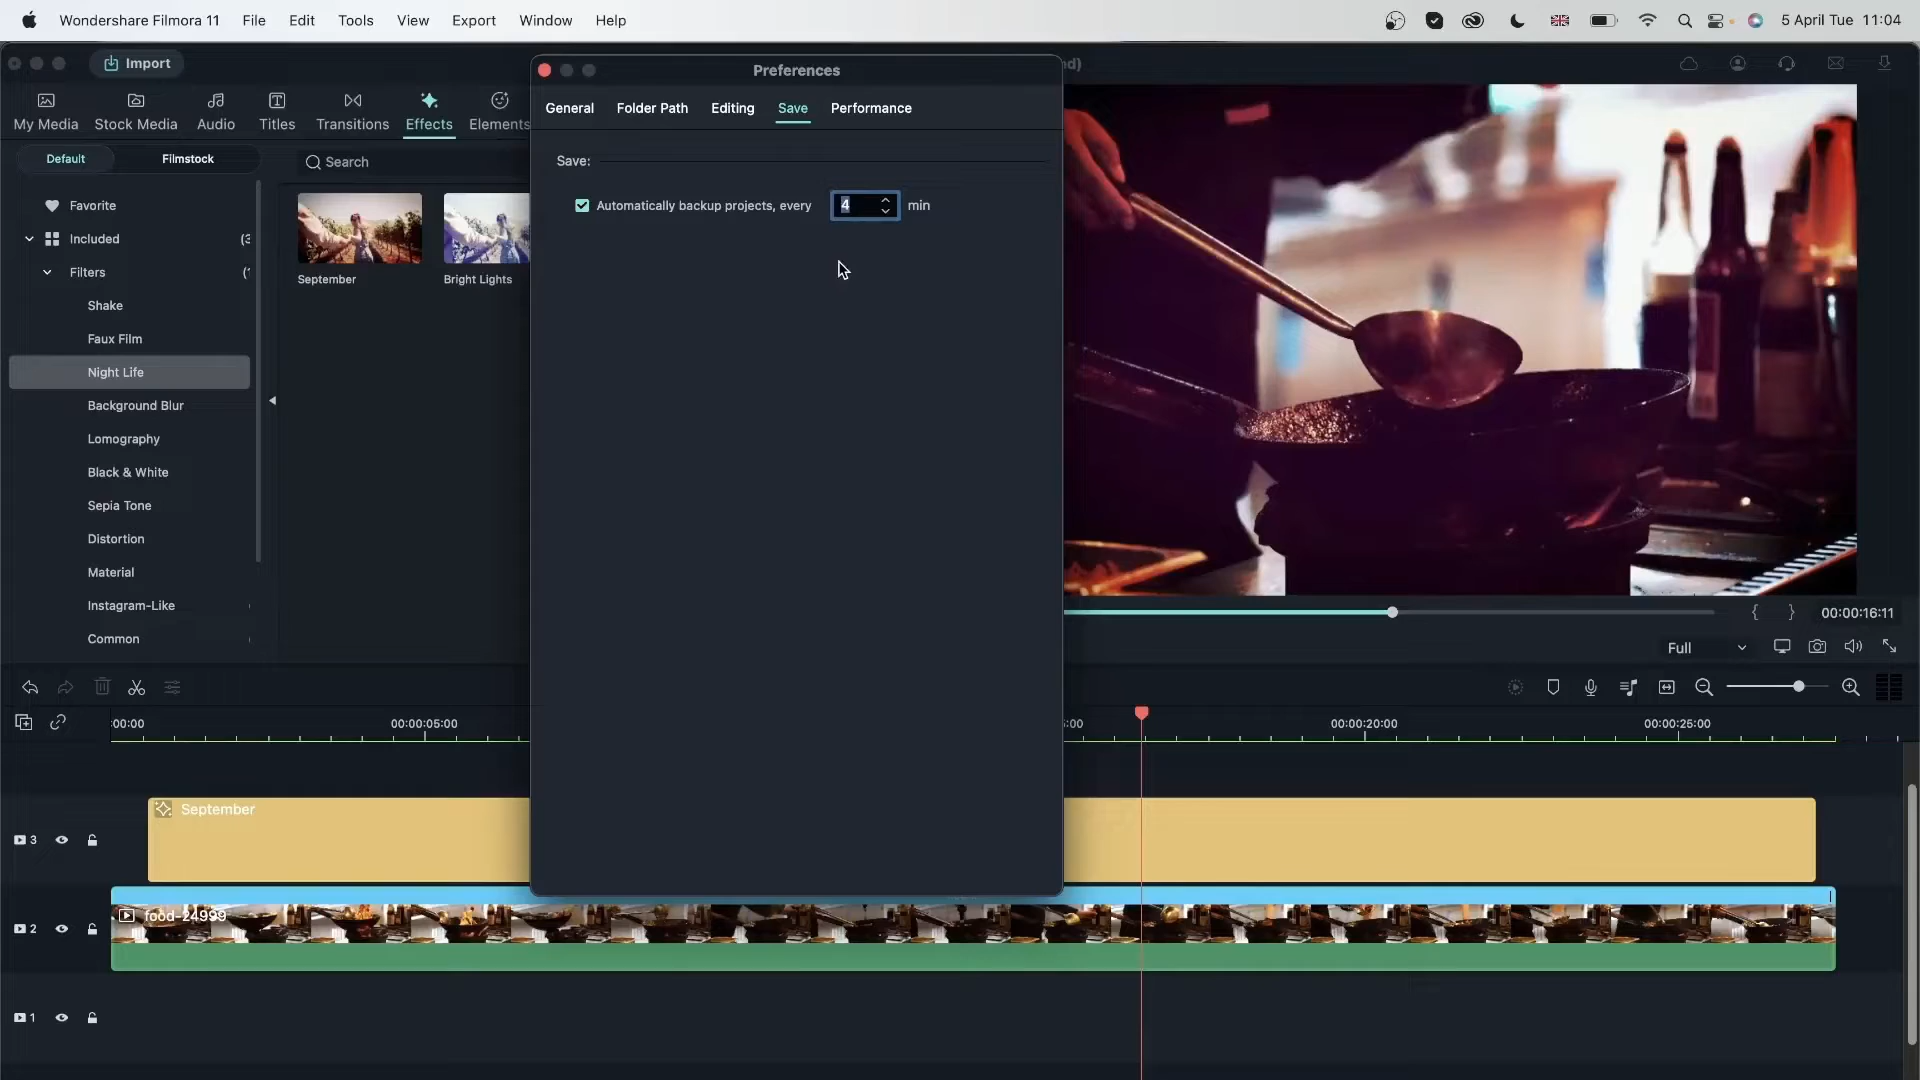 Wondershare Filmora 11 File Edit Tools View Export Window Help 5 April Tue 11:04
Import
Preferences
d)
My Media Stock Media Audio Titles Transitions Effects Elements
General Folder Path Editing Save Performance
Default Filmstock
Search
Save:
Favorite
Automatically backup projects, every 4 min
Included (3
Filters (1
September Bright Lights
Shake
Faux Film
Night Life
Background Blur
Lomography
Black & White
Sepia Tone
Distortion
Material
Instagram-Like
Common
{ } 00:00:16:11
Full
:00:00 00:00:05:00 :00 00:00:20:00 00:00:25:00
September
3
food-24999
2
1